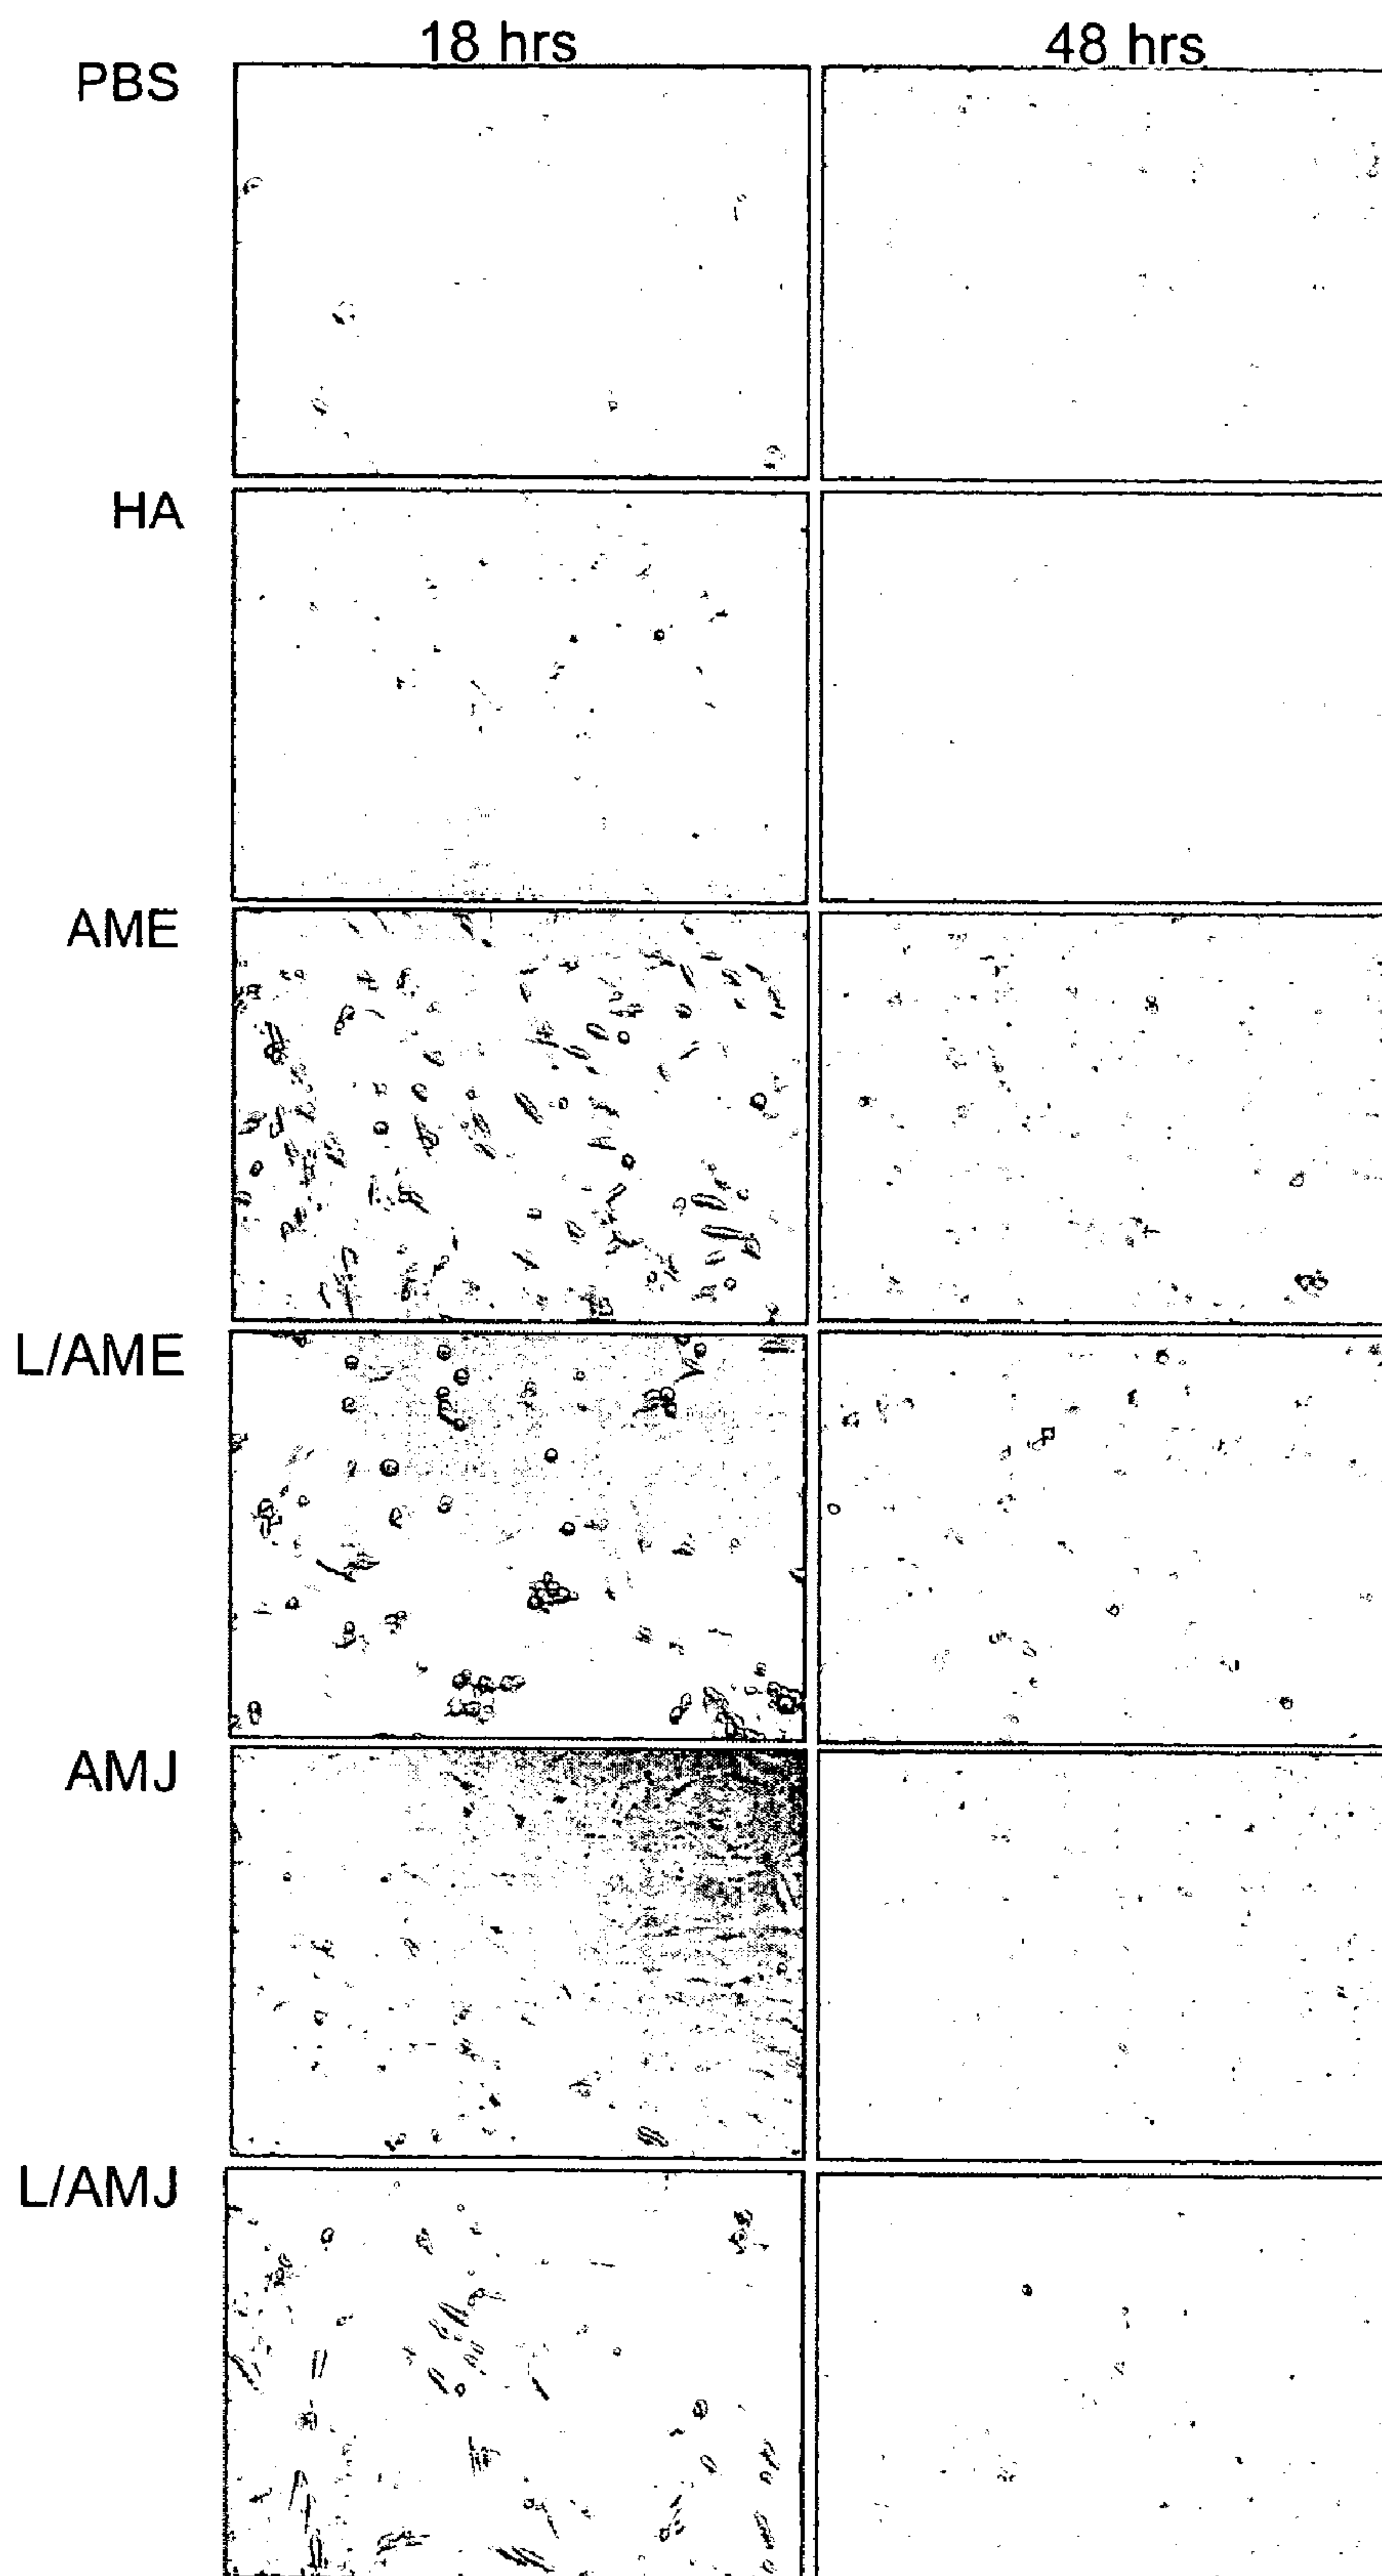 18 hrs 48 hrs
PBS
HA
AME
L/AME
AMJ
L/AMJ